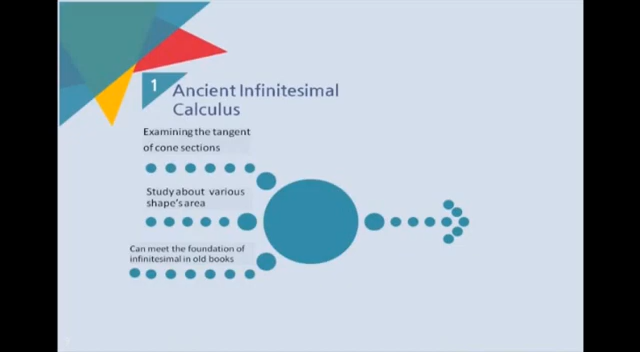 1
Ancient Infinitesimal
Calculus
Examining the tangent
of cone sections
Study about various
shape's area
Can meet the foundation of
infinitesimal in old books